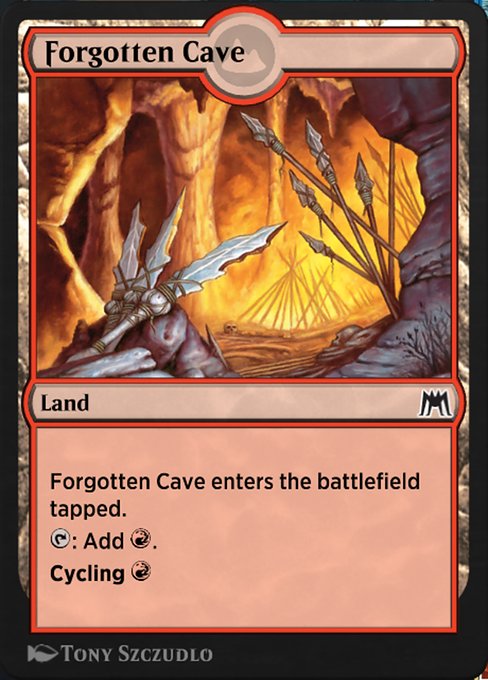 Forgotten Cave
Land
Forgotten Cave enters the battlefield
tapped.
: Add .
Cycling
Tony Szczudlo